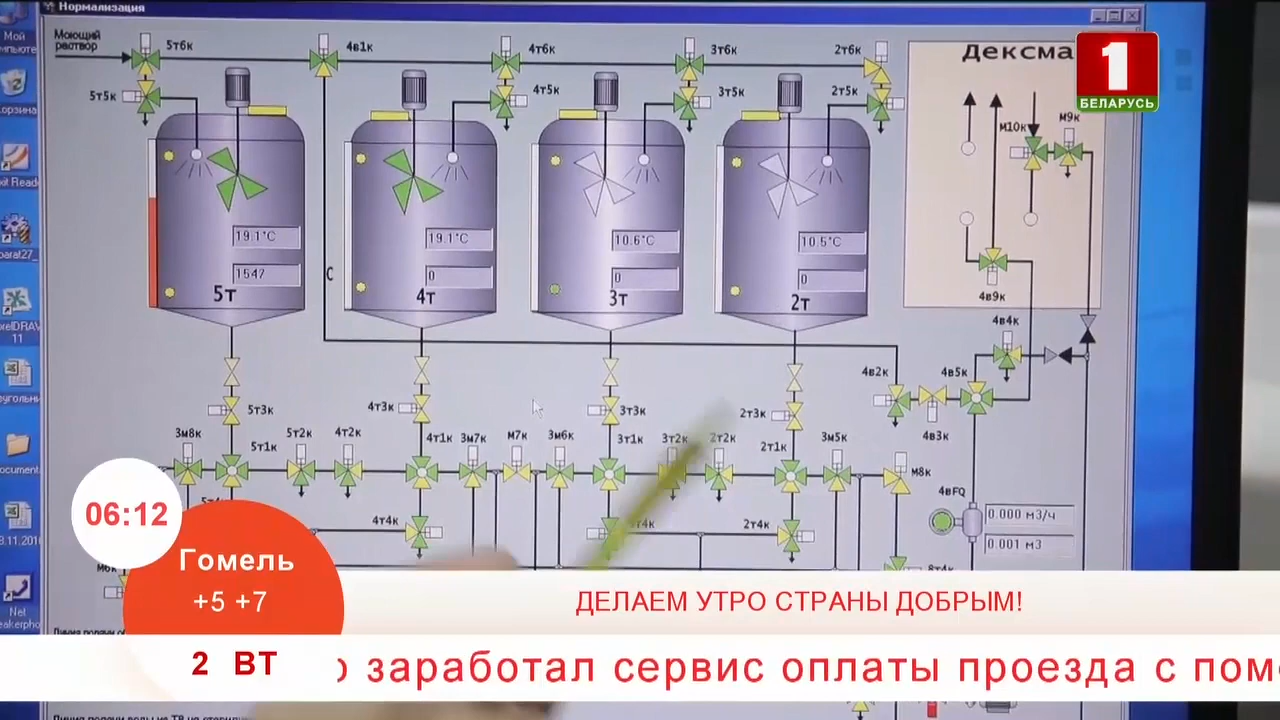 Нормализация
Моющий
раствор
5т6к
4в1к
4т6к
3т6к
2т6к
Дексма
1
БЕЛАРУСЬ
Мой
5т5к
4т5к
3т5к
2т5к
М10к
М9к
19.1°C
19.1°C
10.6°C
10.5°C
1547
0
0
0
5т
4т
3т
2т
С
4в9к
4в4к
11
4в2к
4в5к
5т3к
4т3к
3т3к
2т3к
4в3к
3м8к
5т1к
5т2к
4т2к
4т1к
3м7к
М7к
3м6к
3т1к
3т2к
2т2к
2т1к
3м5к
М8к
4вFQ
0.000 м3/ч
0.001 м3
4т4к
2т4к
06:12
Гомель
+5 +7
ДЕЛАЕМ УТРО СТРАНЫ ДОБРЫМ!
2 ВТ
заработал сервис оплаты проезда с пом